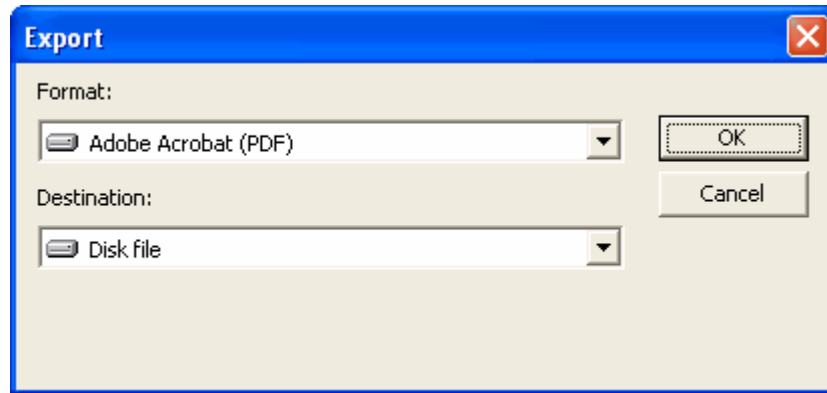 Export
Format:
Adobe Acrobat (PDF)
OK
Destination:
Cancel
Disk file